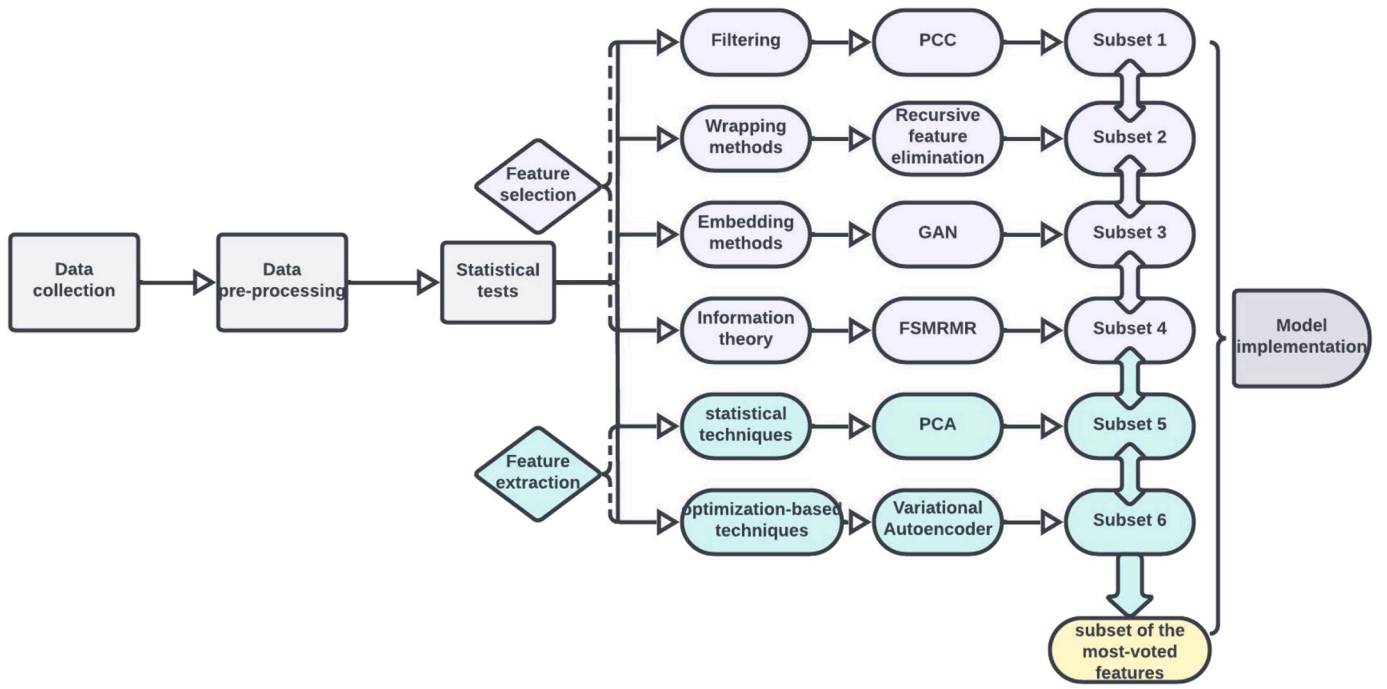 Filtering
PCC
Subset 1
Wrapping
methods
Recursive
feature
elimination
Subset 2
Feature
selection
Embedding
methods
GAN
Subset 3
Data
collection
Data
pre-processing
Statistical
tests
Information
theory
FSMRMR
Subset 4
Model
implementation
statistical
techniques
PCA
Subset 5
Feature
extraction
optimization-based
techniques
Variational
Autoencoder
Subset 6
subset of the
most-voted
features